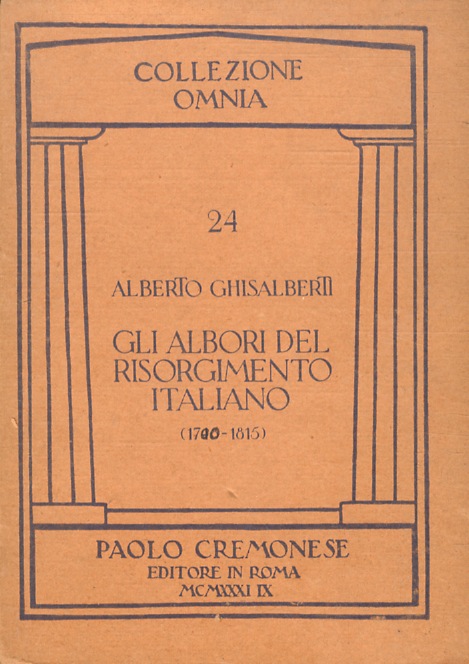 COLLEZIONE
OMNIA
24
ALBERTO GHISALBERTI
GLI ALBORI DEL
RISORGIMENTO
ITALIANO
(1700-1815)
PAOLO CREMONESE
EDITORE IN ROMA
MCMXXXI IX